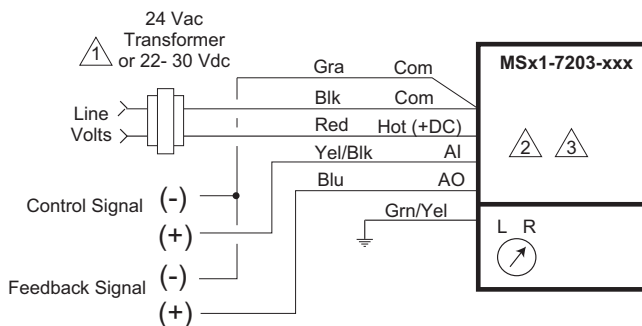 24 Vac
Transformer
1 or 22- 30 Vdc
MSx1-7203-xxx
Gra Com
Blk Com
Line
Volts
Red Hot (+DC)
2 3
Yel/Blk AI
Blu AO
Control Signal (-)
(+)
Grn/Yel
L R
Feedback Signal (-)
(+)